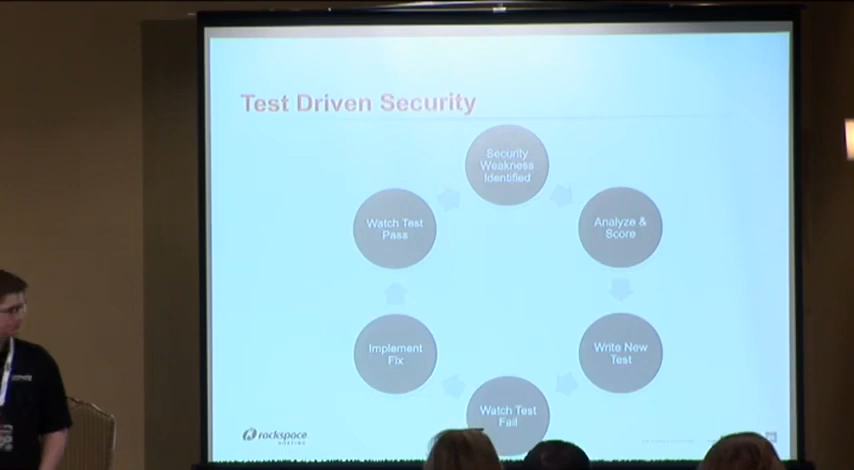 Test Driven Security
Security
Weakness
Identified
Analyze &
Score
Write New
Test
Watch Test
Fail
Implement
Fix
Watch Test
Pass
rackspace
HOSTING